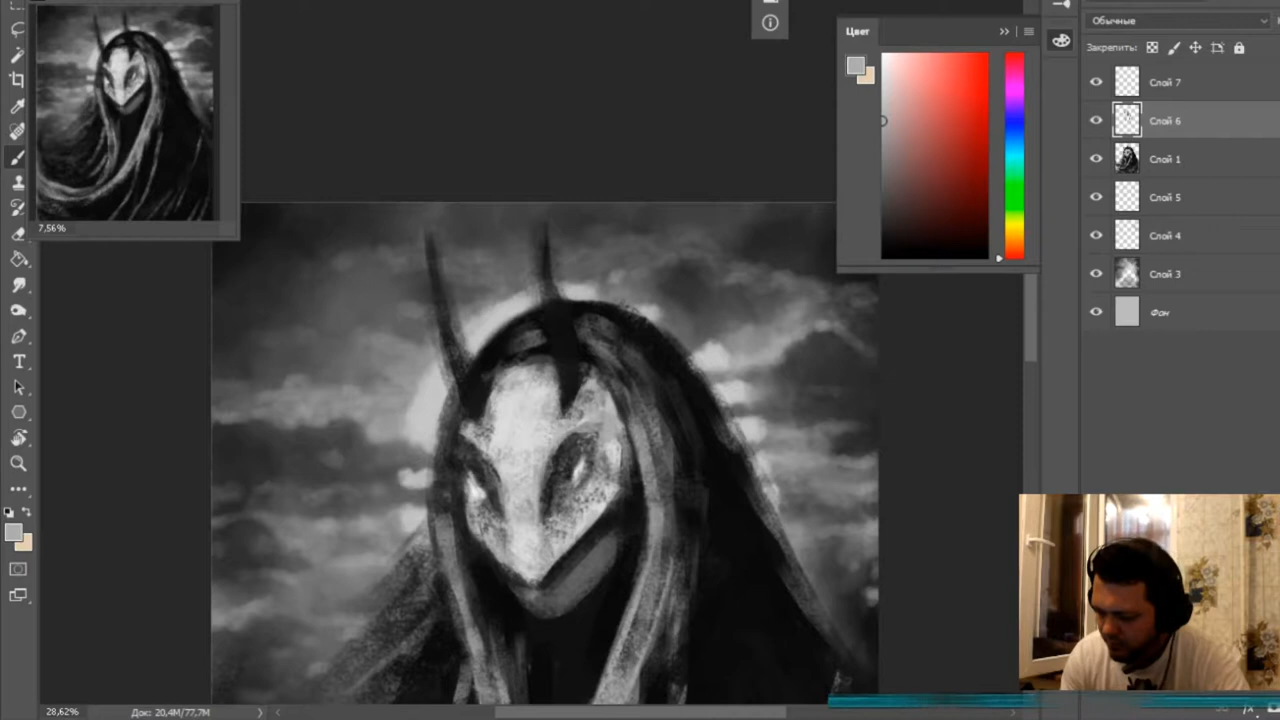 Цвет
Обычные
Закрепить:
Слой 7
Слой 6
Слой 1
Слой 5
Слой 4
Слой 3
Фон
7,56%
28,62%
Док: 20,4M/77,7M
fx